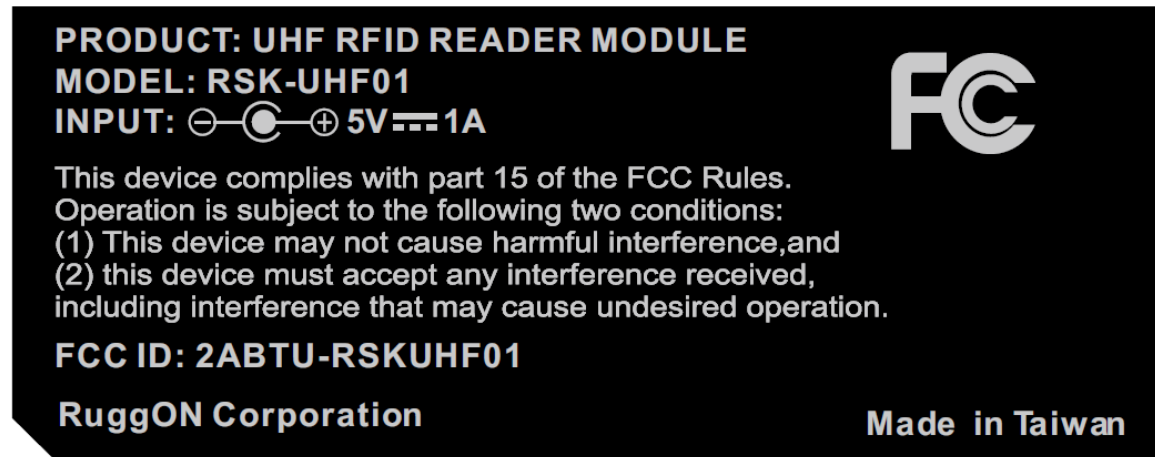 PRODUCT: UHF RFID READER MODULE
MODEL: RSK-UHF01
INPUT: 5V 1A
FC
This device complies with part 15 of the FCC Rules.
Operation is subject to the following two conditions:
(1) This device may not cause harmful interference,and
(2) this device must accept any interference received,
including interference that may cause undesired operation.
FCC ID: 2ABTU-RSKUHF01
RuggON Corporation
Made in Taiwan